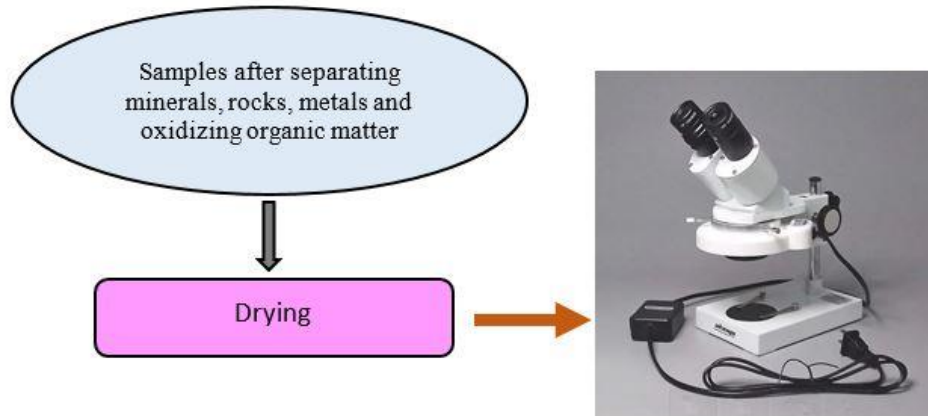 Samples after separating
minerals, rocks, metals and
oxidizing organic matter
Drying